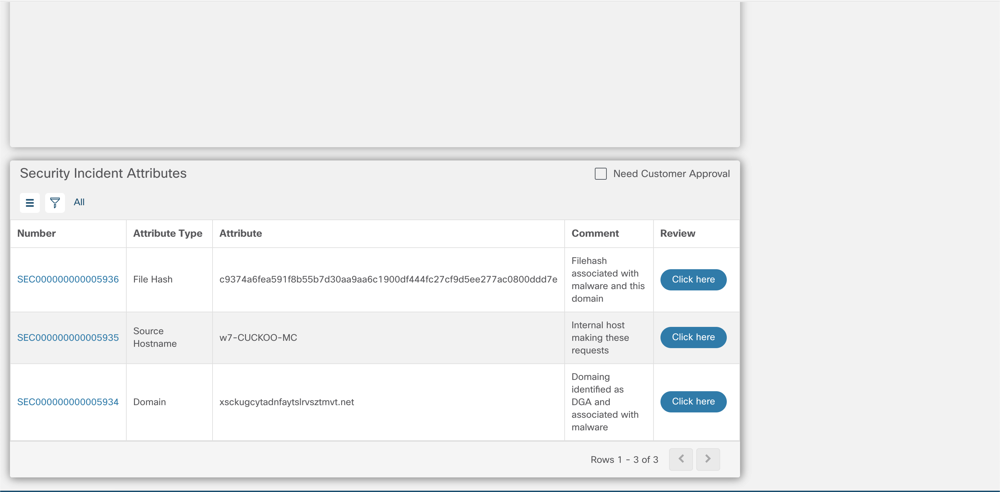 Security Incident Attributes
Need Customer Approval
All
Number Attribute Type Attribute Comment Review
SEC000000000005936 File Hash c9374a6fea591f8b55b7d30aa9aa6c1900df444fc27cf9d5ee277ac0800ddd7e
Filehash
associated with
malware and this
domain
Click here
SEC000000000005935
Source
Hostname
w7-CUCKOO-MC
Internal host
making these
requests
Click here
SEC000000000005934 Domain xsckugcytadnfaytslrvsztmvt.net
Domaing
identified as
DGA and
associated with
malware
Click here
Rows 1 - 3 of 3